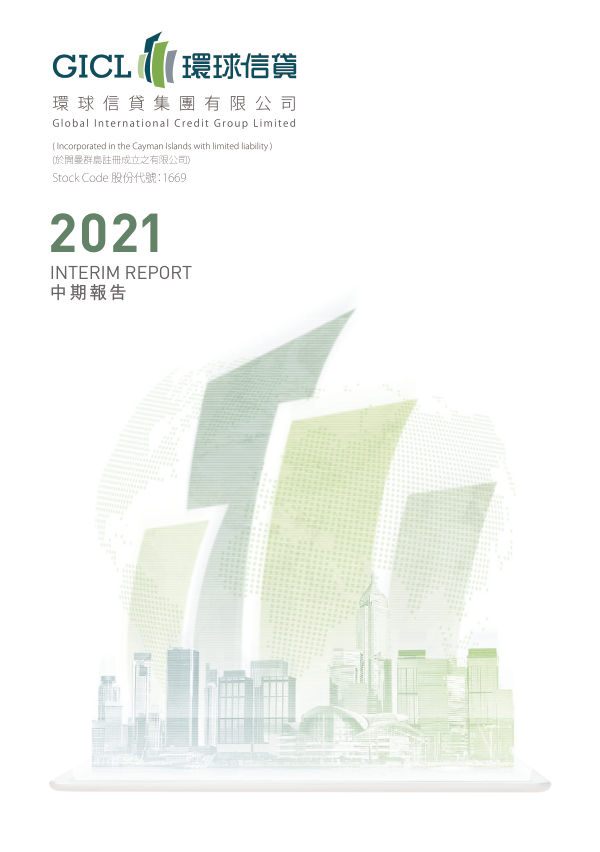 GICL 環球信貸
環球信貸集團有限公司
Global International Credit Group Limited
( Incorporated in the Cayman Islands with limited liability )
(於開曼群島註冊成立之有限公司)
Stock Code 股份代號：1669
2021
INTERIM REPORT
中期報告